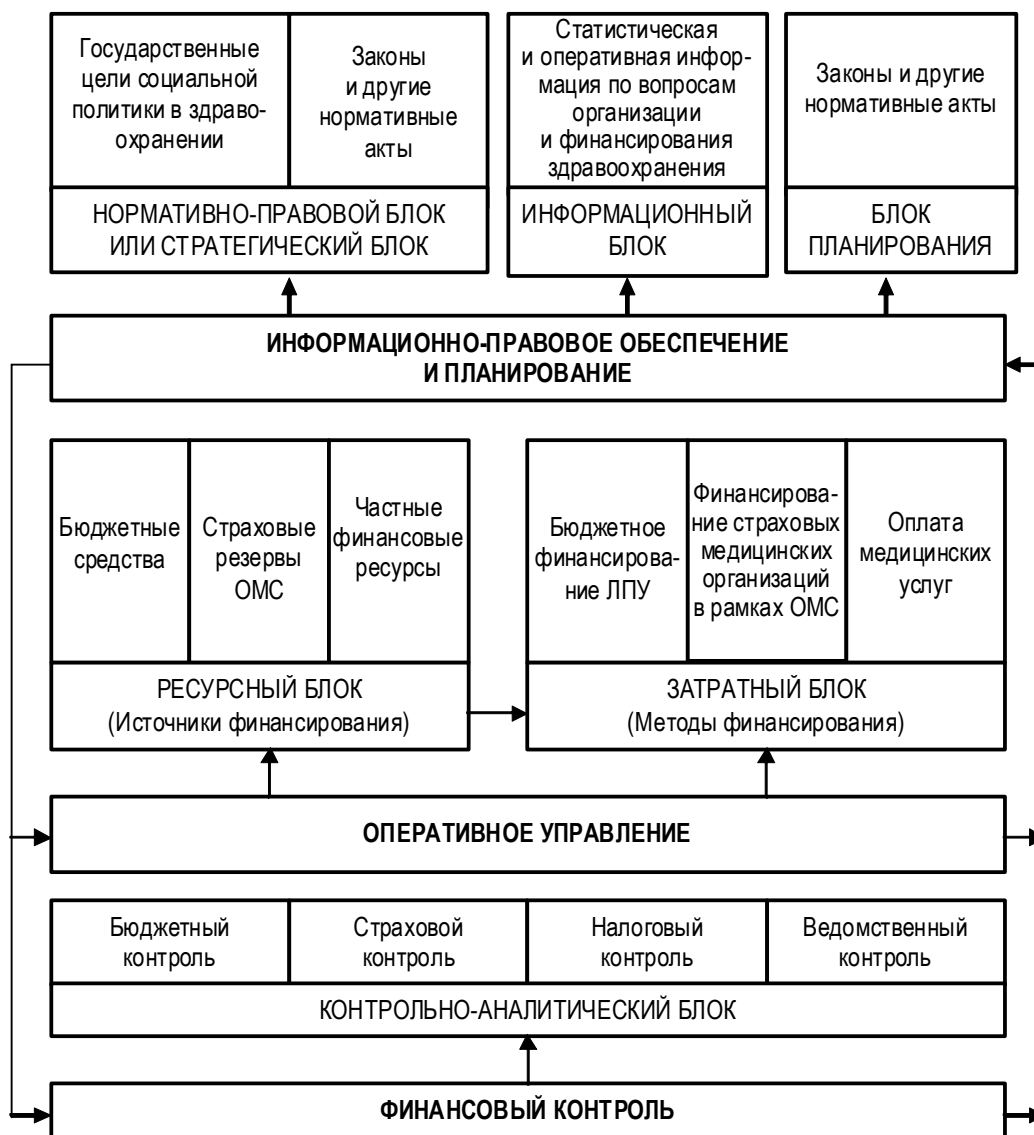 Государственные
цели социальной
политики в здраво-
охранении
Законы
и другие
нормативные
акты
НОРМАТИВНО-ПРАВОВОЙ БЛОК
ИЛИ СТРАТЕГИЧЕСКИЙ БЛОК
Статистическая
и оперативная инфор-
мация по вопросам
организации
и финансирования
здравоохранения
ИНФОРМАЦИОННЫЙ
БЛОК
Законы и другие
нормативные акты
БЛОК
ПЛАНИРОВАНИЯ
ИНФОРМАЦИОННО-ПРАВОВОЕ ОБЕСПЕЧЕНИЕ
И ПЛАНИРОВАНИЕ
Бюджетные
средства
Страховые
резервы
ОМС
Частные
финансовые
ресурсы
РЕСУРСНЫЙ БЛОК
(Источники финансирования)
Бюджетное
финансирова-
ние ЛПУ
Финансирова-
ние страховых
медицинских
организаций
в рамках ОМС
Оплата
медицинских
услуг
ЗАТРАТНЫЙ БЛОК
(Методы финансирования)
ОПЕРАТИВНОЕ УПРАВЛЕНИЕ
Бюджетный
контроль
Страховой
контроль
Налоговый
контроль
Ведомственный
контроль
КОНТРОЛЬНО-АНАЛИТИЧЕСКИЙ БЛОК
ФИНАНСОВЫЙ КОНТРОЛЬ